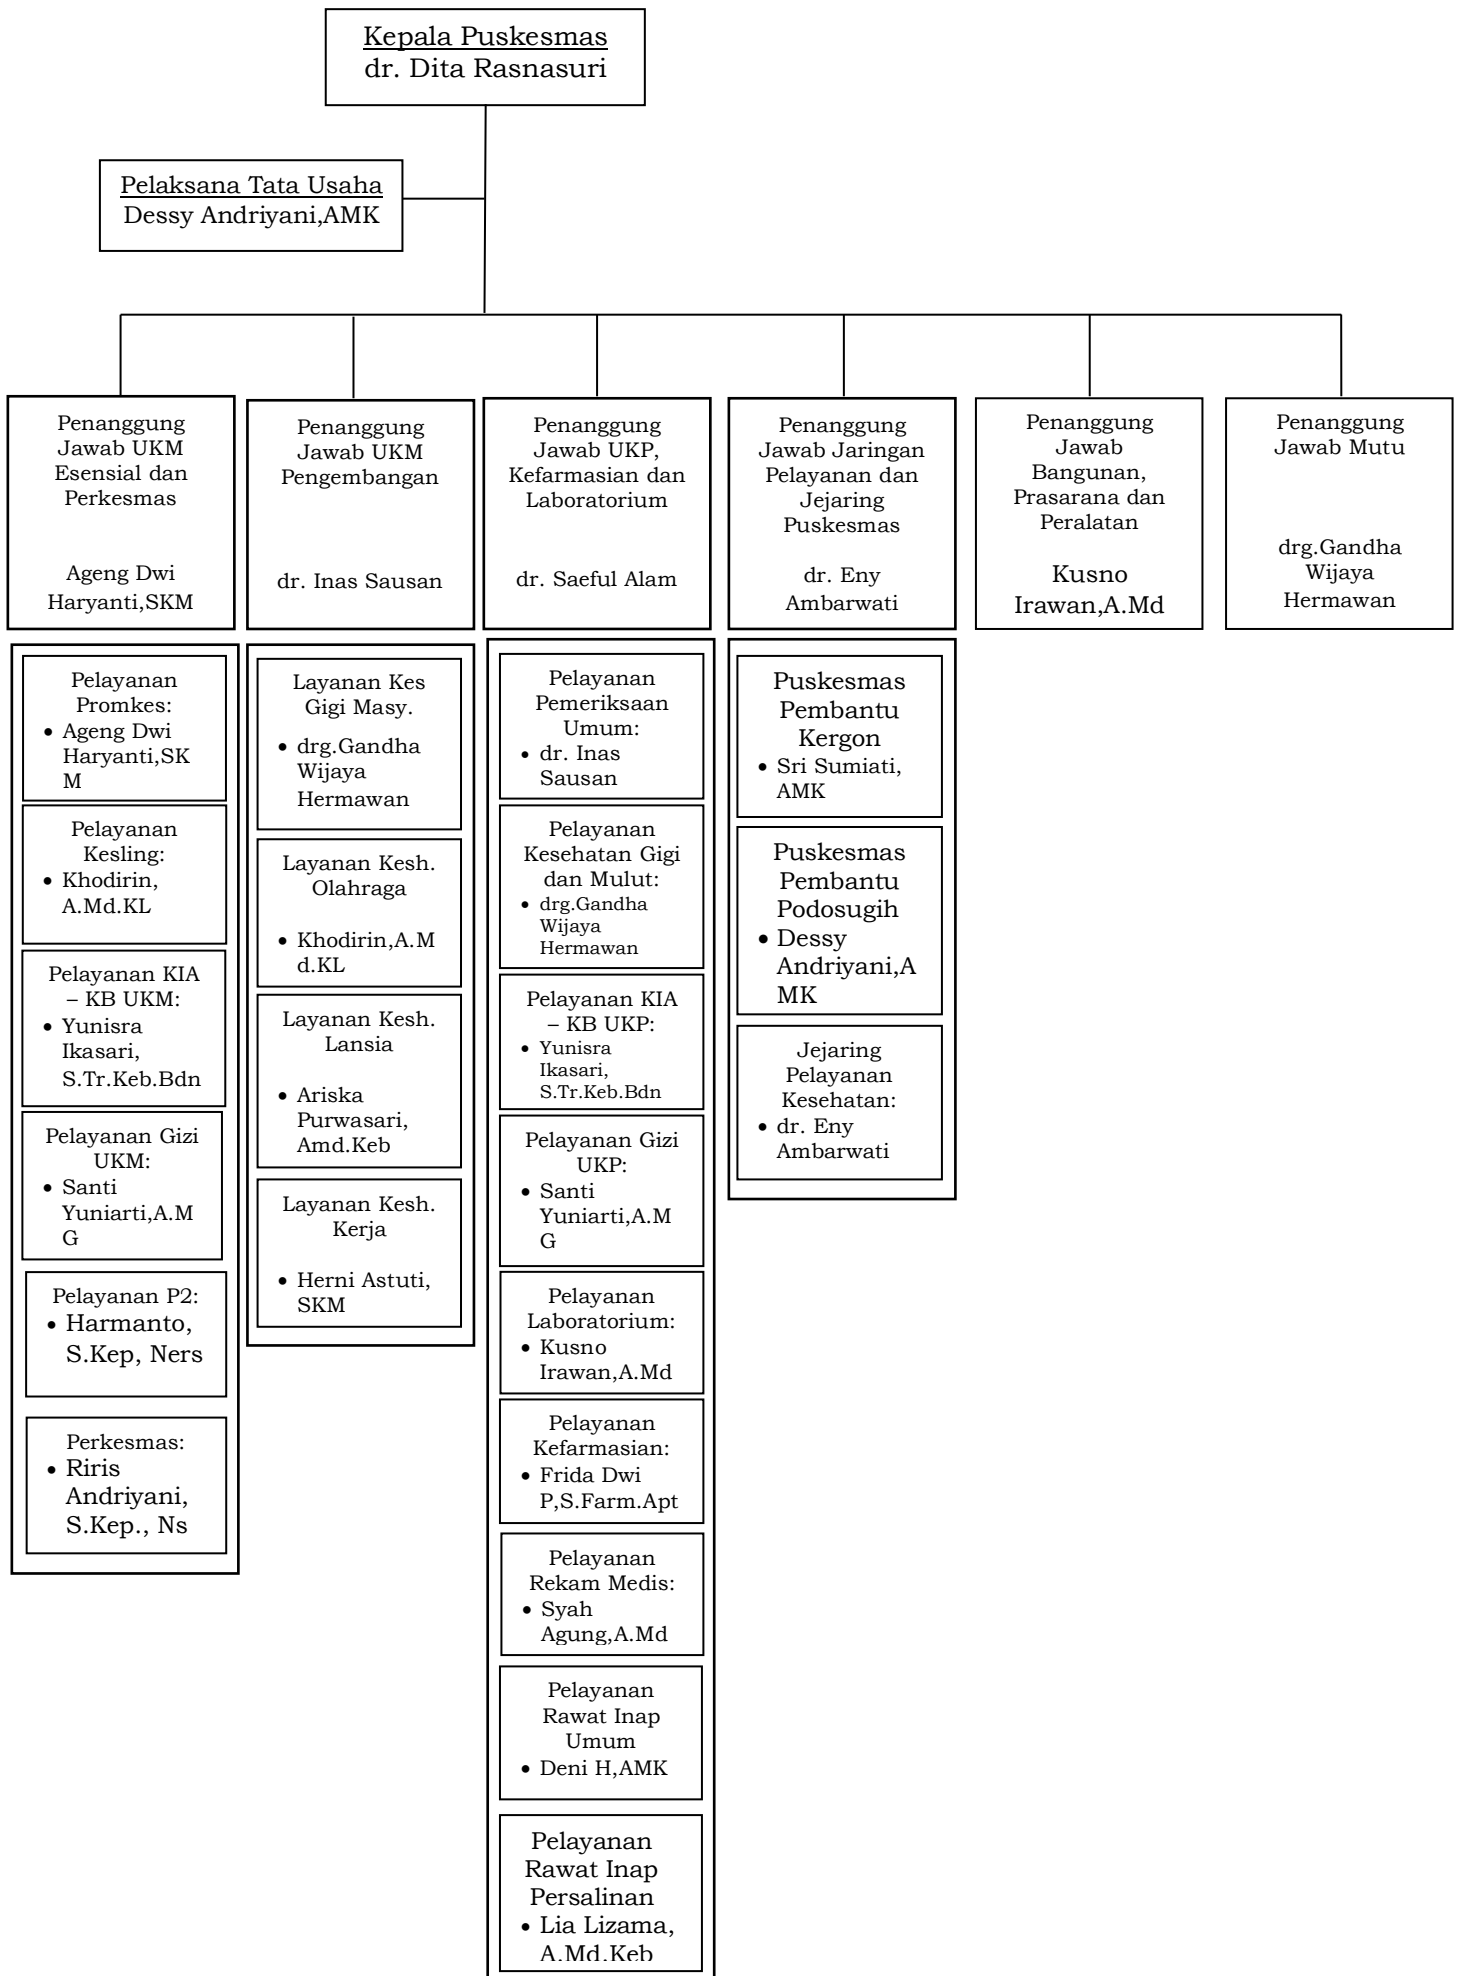 Kepala Puskesmas
dr. Dita Rasnasuri
Pelaksana Tata Usaha
Dessy Andriyani,AMK
Penanggung
Jawab UKM
Esensial dan
Perkesmas
Ageng Dwi
Haryanti,SKM
Penanggung
Jawab UKM
Pengembangan
dr. Inas Sausan
Penanggung
Jawab UKP,
Kefarmasian dan
Laboratorium
dr. Saeful Alam
Penanggung
Jawab Jaringan
Pelayanan dan
Jejaring
Puskesmas
dr. Eny
Ambarwati
Penanggung
Jawab
Bangunan,
Prasarana dan
Peralatan
Kusno
Irawan,A.Md
Penanggung
Jawab Mutu
drg.Gandha
Wijaya
Hermawan
Pelayanan
Promkes:
• Ageng Dwi
Haryanti,SK
M
Pelayanan
Kesling:
• Khodirin,
A.Md.KL
Pelayanan KIA
– KB UKM:
• Yunisra
Ikasari,
S.Tr.Keb.Bdn
Pelayanan Gizi
UKM:
• Santi
Yuniarti,A.M
G
Pelayanan P2:
• Harmanto,
S.Kep, Ners
Perkesmas:
• Riris
Andriyani,
S.Kep., Ns
Layanan Kes
Gigi Masy.
• drg.Gandha
Wijaya
Hermawan
Layanan Kesh.
Olahraga
• Khodirin,A.M
d.KL
Layanan Kesh.
Lansia
• Ariska
Purwasari,
Amd.Keb
Layanan Kesh.
Kerja
• Herni Astuti,
SKM
Pelayanan
Pemeriksaan
Umum:
• dr. Inas
Sausan
Pelayanan
Kesehatan Gigi
dan Mulut:
• drg.Gandha
Wijaya
Hermawan
Pelayanan KIA
– KB UKP:
• Yunisra
Ikasari,
S.Tr.Keb.Bdn
Pelayanan Gizi
UKP:
• Santi
Yuniarti,A.M
G
Pelayanan
Laboratorium:
• Kusno
Irawan,A.Md
Pelayanan
Kefarmasian:
• Frida Dwi
P,S.Farm.Apt
Pelayanan
Rekam Medis:
• Syah
Agung,A.Md
Pelayanan
Rawat Inap
Umum
• Deni H,AMK
Pelayanan
Rawat Inap
Persalinan
• Lia Lizama,
A.Md.Keb
Puskesmas
Pembantu
Kergon
• Sri Sumiati,
AMK
Puskesmas
Pembantu
Podosugih
• Dessy
Andriyani,A
MK
Jejaring
Pelayanan
Kesehatan:
• dr. Eny
Ambarwati